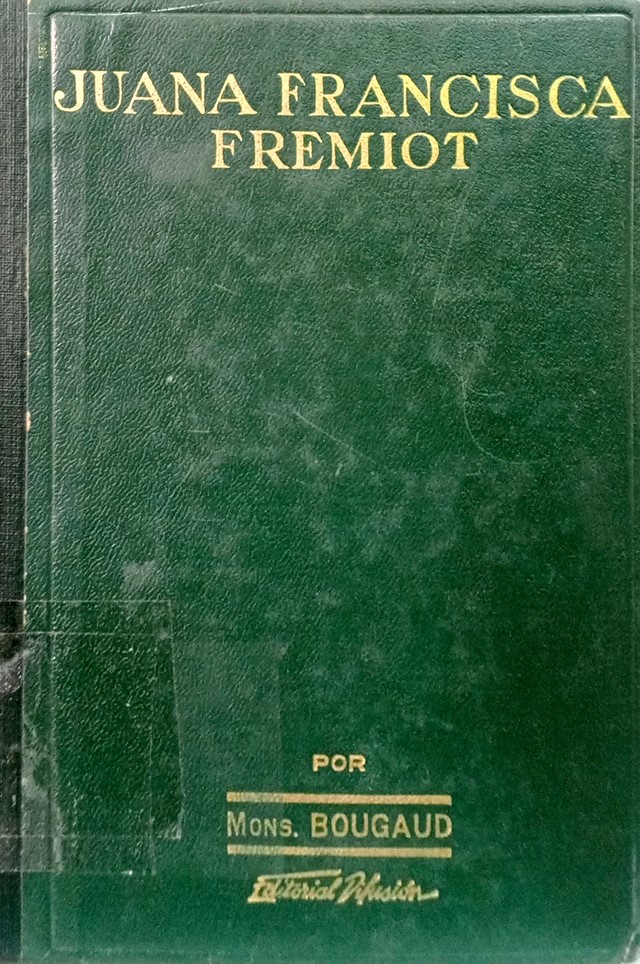 JUANA FRANCISCA
FREMIOT
POR
MONS. BOUGAUD
Editorial Difusión